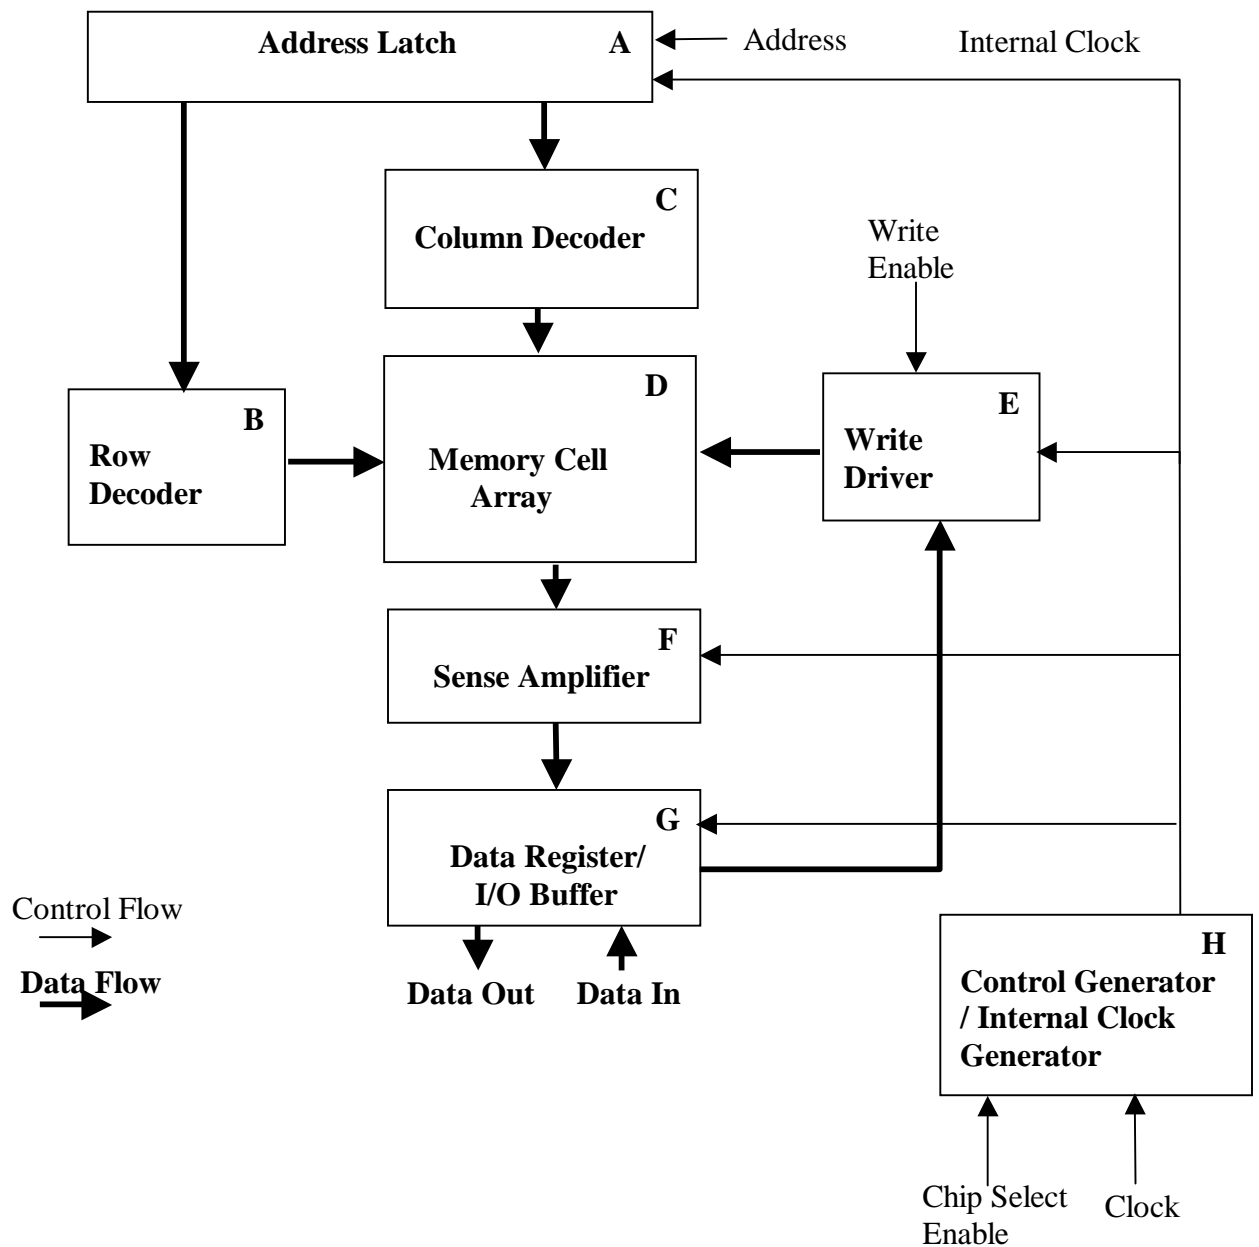 Address Latch A
Address
Internal Clock
C
Column Decoder
Write
Enable
B
Row
Decoder
D
Memory Cell
Array
E
Write
Driver
F
Sense Amplifier
G
Data Register/
I/O Buffer
Control Flow
Data Flow
Data Out
Data In
H
Control Generator
/ Internal Clock
Generator
Chip Select
Enable
Clock